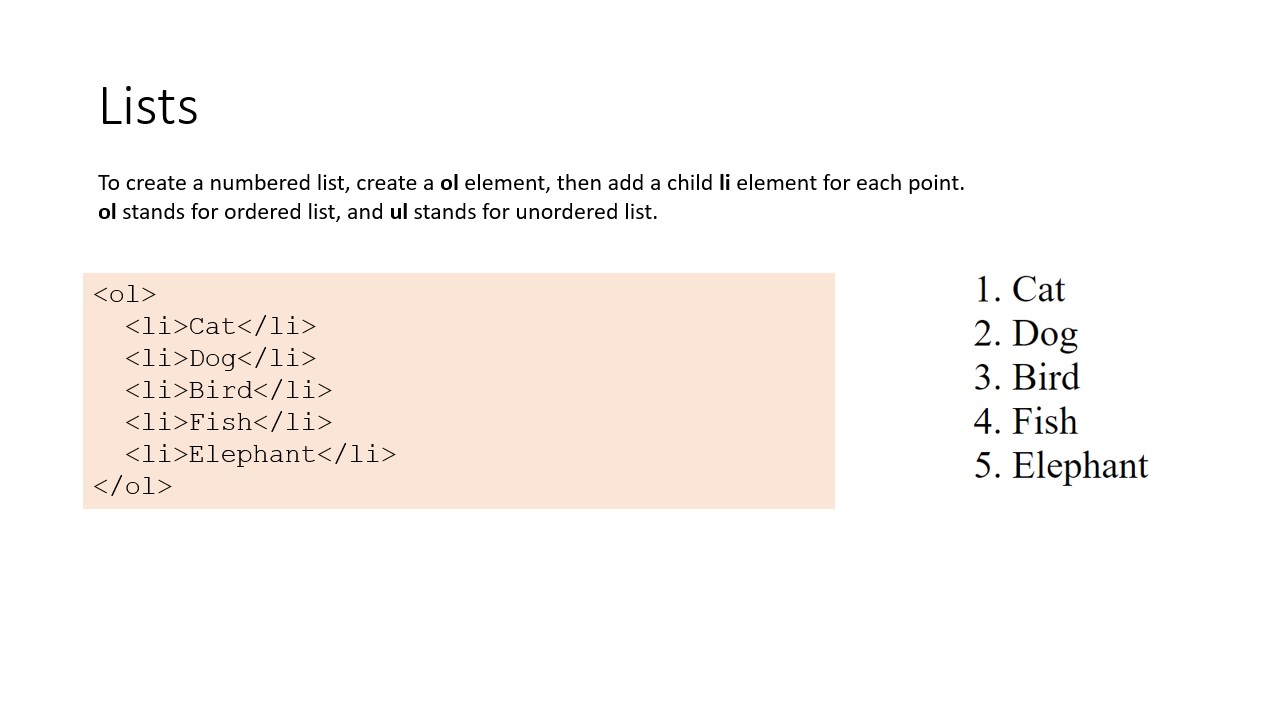 Lists
To create a numbered list, create a ol element, then add a child li element for each point.
ol stands for ordered list, and ul stands for unordered list.
<ol>
  <li>Cat</li>
  <li>Dog</li>
  <li>Bird</li>
  <li>Fish</li>
  <li>Elephant</li>
</ol>
1. Cat
2. Dog
3. Bird
4. Fish
5. Elephant